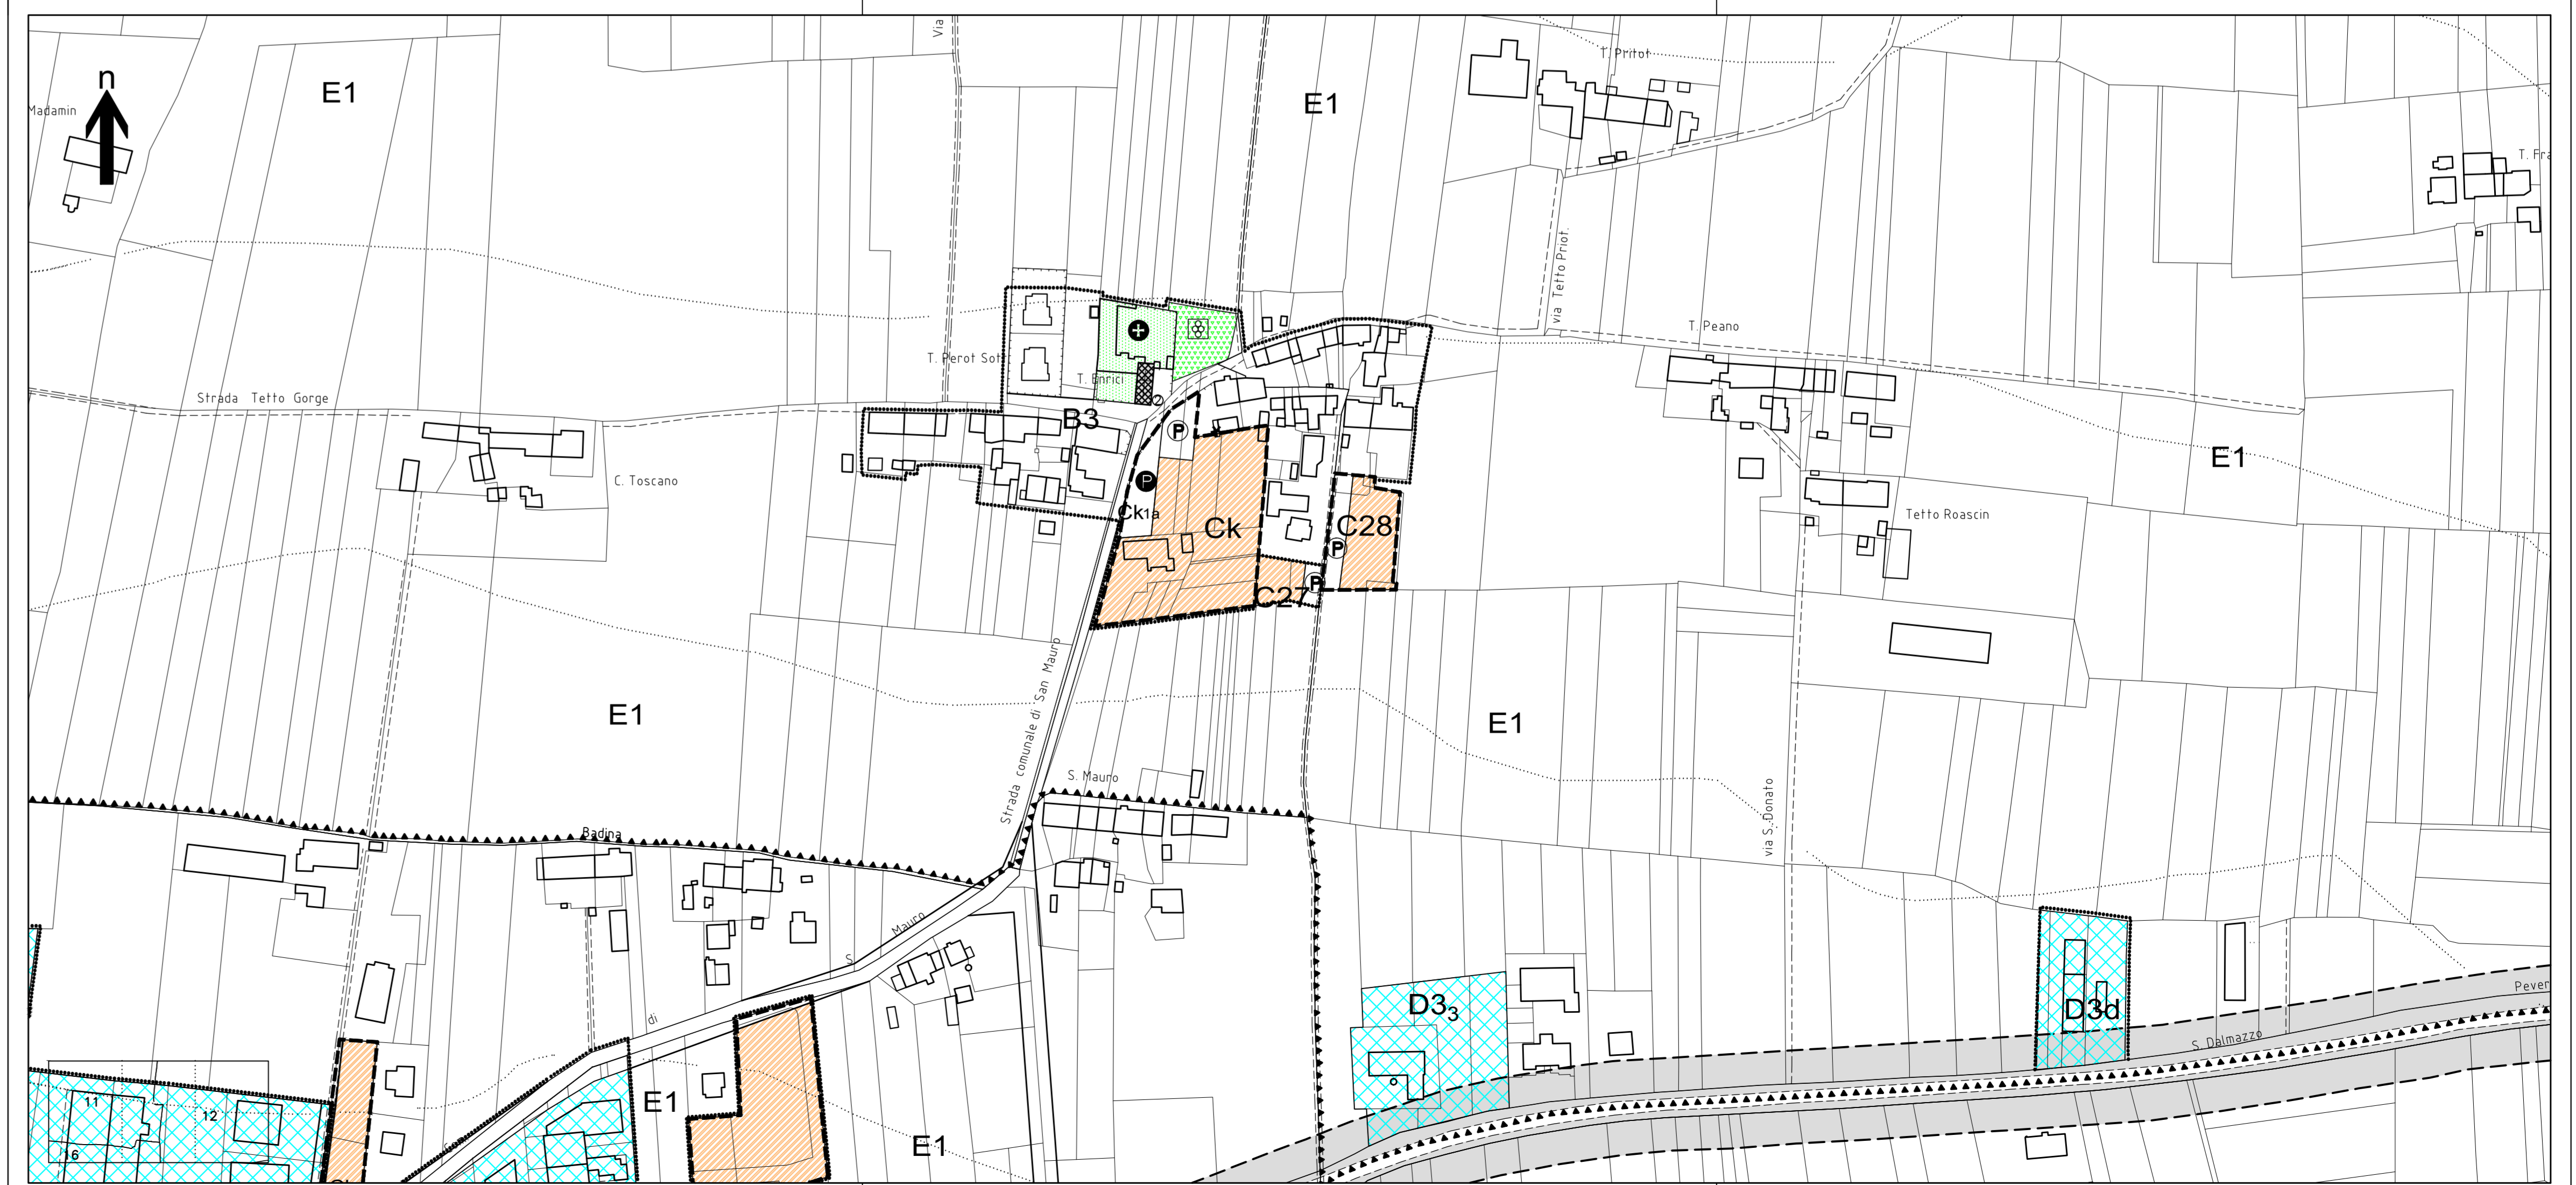 Via
n
E1
E1
T. Pritot
Madamin
T. Fra
via Tetto Priot.
T. Peano
T. Perot Sot
T. Enrici
2
Strada Tetto Gorge
B3
P
E1
C. Toscano
P
Ck1a
Ck
C28
P
Tetto Roascin
P
C27
Strada comunale di San Mauro
E1
E1
S. Mauro
via S. Donato
Badina
Mauro
S.
di
D3₃
D3d
Pever
S. Dalmazzo
11
12
E1
E1
16